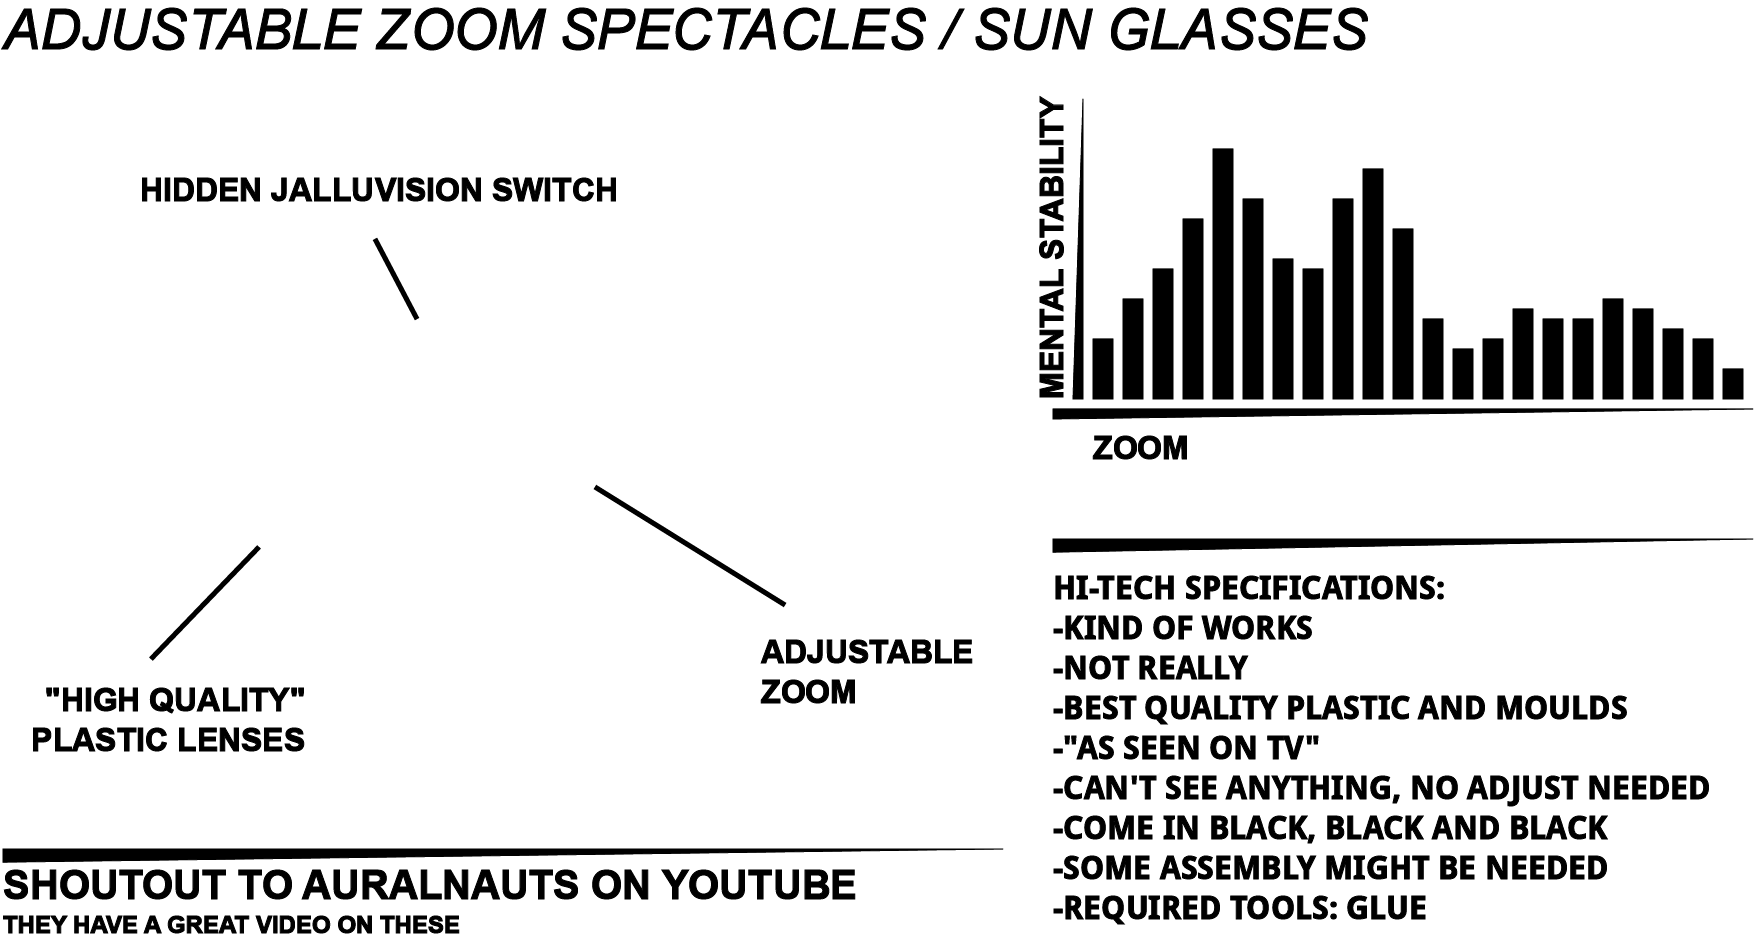 ADJUSTABLE ZOOM SPECTACLES / SUN GLASSES
HIDDEN JALLUVISION SWITCH
"HIGH QUALITY"
PLASTIC LENSES
ADJUSTABLE
ZOOM
SHOUTOUT TO AURALNAUTS ON YOUTUBE
THEY HAVE A GREAT VIDEO ON THESE
MENTAL STABILITY
ZOOM
HI-TECH SPECIFICATIONS:
-KIND OF WORKS
-NOT REALLY
-BEST QUALITY PLASTIC AND MOULDS
-"AS SEEN ON TV"
-CAN'T SEE ANYTHING, NO ADJUST NEEDED
-COME IN BLACK, BLACK AND BLACK
-SOME ASSEMBLY MIGHT BE NEEDED
-REQUIRED TOOLS: GLUE